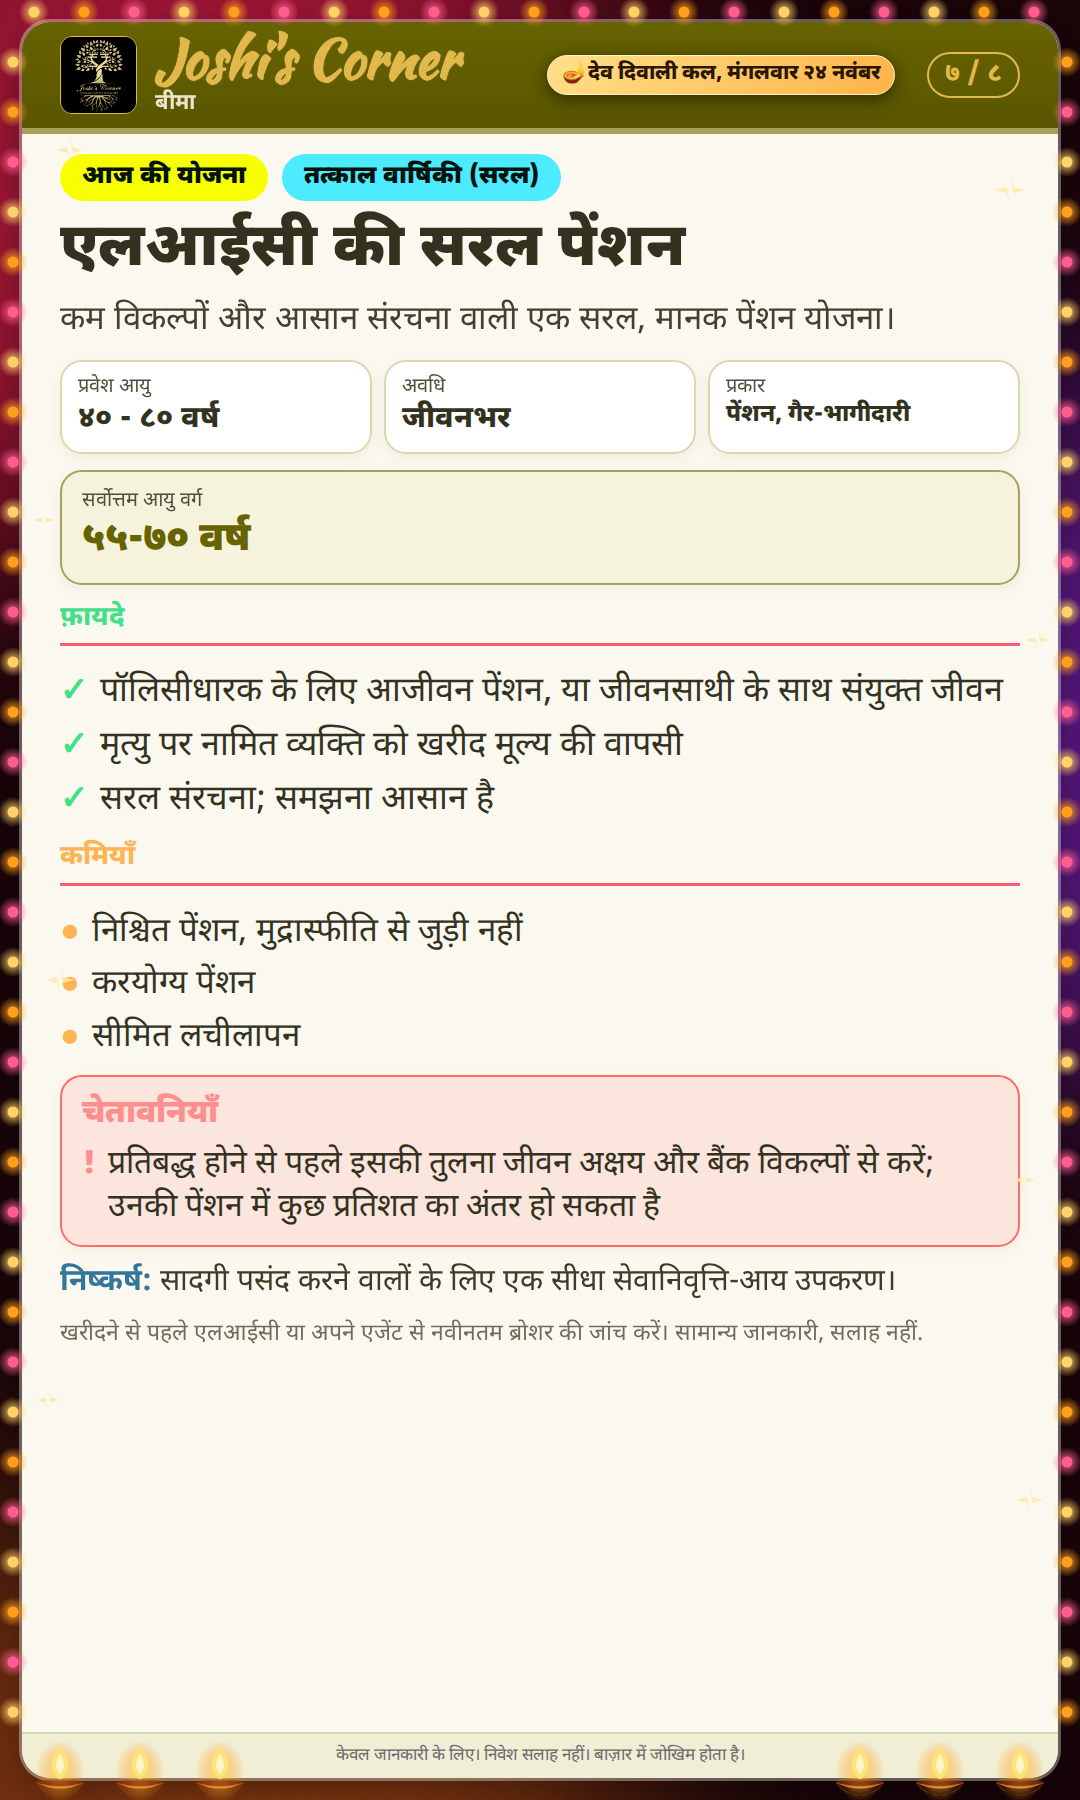 Joshi's Corner
बीमा
देव दिवाली कल, मंगलवार २४ नवंबर
७ / ८
Joshi's Corner
आज की योजना
तत्काल वार्षिकी (सरल)
एलआईसी की सरल पेंशन
कम विकल्पों और आसान संरचना वाली एक सरल, मानक पेंशन योजना।
प्रवेश आयु
४० - ८० वर्ष
अवधि
जीवनभर
प्रकार
पेंशन, गैर-भागीदारी
सर्वोत्तम आयु वर्ग
५५-७० वर्ष
फ़ायदे
✓ पॉलिसीधारक के लिए आजीवन पेंशन, या जीवनसाथी के साथ संयुक्त जीवन
✓ मृत्यु पर नामित व्यक्ति को खरीद मूल्य की वापसी
✓ सरल संरचना; समझना आसान है
कमियाँ
● निश्चित पेंशन, मुद्रास्फीति से जुड़ी नहीं
● करयोग्य पेंशन
● सीमित लचीलापन
चेतावनियाँ
! प्रतिबद्ध होने से पहले इसकी तुलना जीवन अक्षय और बैंक विकल्पों से करें;
उनकी पेंशन में कुछ प्रतिशत का अंतर हो सकता है
निष्कर्ष: सादगी पसंद करने वालों के लिए एक सीधा सेवानिवृत्ति-आय उपकरण।
खरीदने से पहले एलआईसी या अपने एजेंट से नवीनतम ब्रोशर की जांच करें। सामान्य जानकारी, सलाह नहीं.
केवल जानकारी के लिए। निवेश सलाह नहीं। बाज़ार में जोखिम होता है।